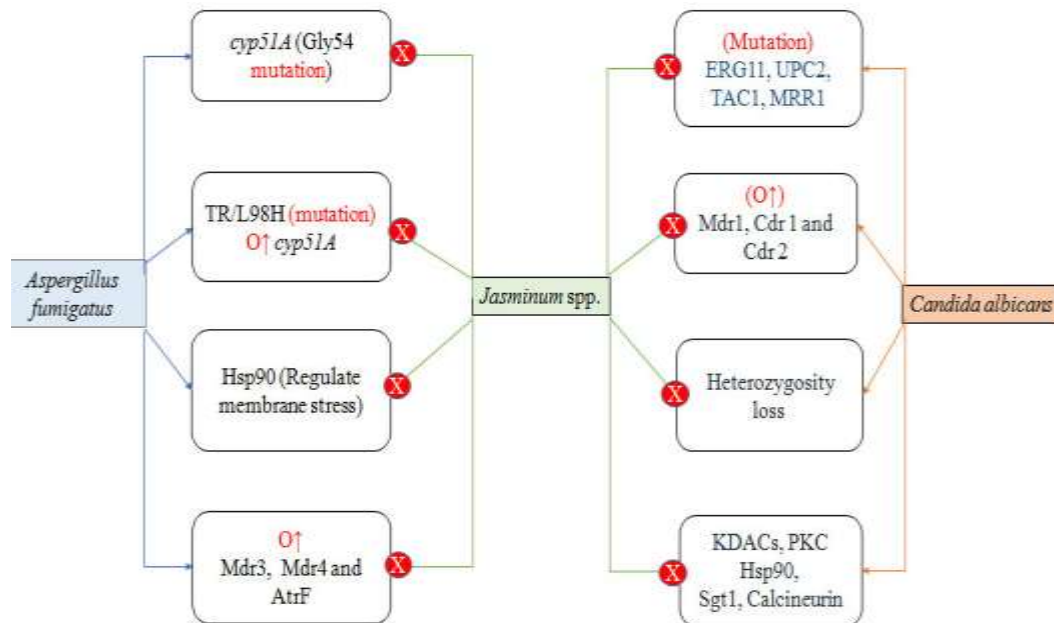 cyp51A (Gly54
mutation)
X
TR/L98H (mutation)
O↑ cyp51A
X
Aspergillus
fumigatus
Hsp90 (Regulate
membrane stress)
X
O↑
Mdr3, Mdr4 and
AtrF
X
Jasminum spp.
X
(Mutation)
ERG11, UPC2,
TAC1, MRR1
X
(O↑)
Mdr1, Cdr 1 and
Cdr 2
Candida albicans
X
Heterozygosity
loss
X
KDACs, PKC
Hsp90,
Sgt1, Calcineurin